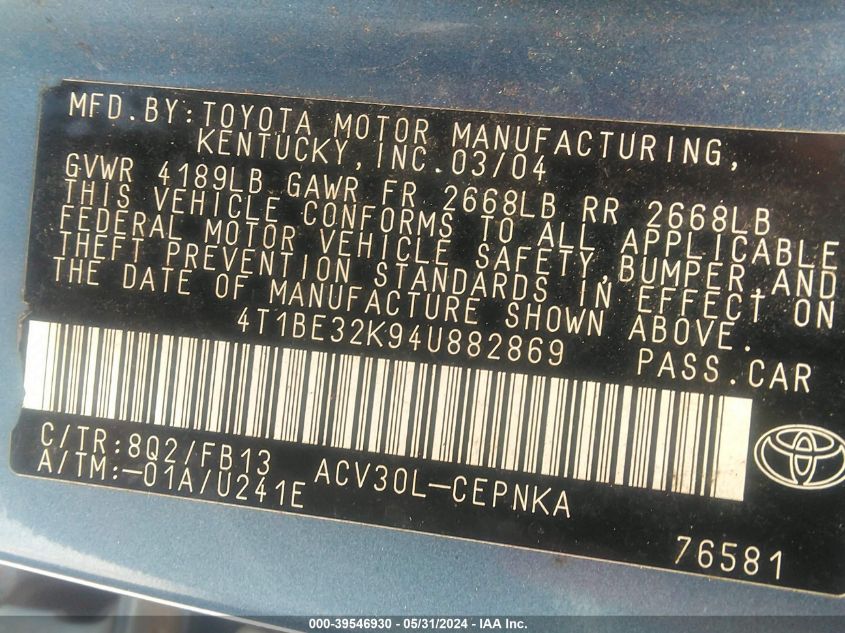 MFD.BY:TOYOTA MOTOR MANUFACTURING,
KENTUCKY,INC.03/04
GVWR 4189LB GAWR FR 2668LB RR 2668LB
THIS VEHICLE CONFORMS TO ALL APPLICABLE
FEDERAL MOTOR VEHICLE SAFETY,BUMPER,AND
THEFT PREVENTION STANDARDS IN EFFECT ON
THE DATE OF MANUFACTURE SHOWN ABOVE.
4T1BE32K94U882869 PASS.CAR
C/TR:8Q2/FB13
A/TM:-01A/U241E ACV30L-CEPNKA
76581
000-39546930 - 05/31/2024 - IAA Inc.